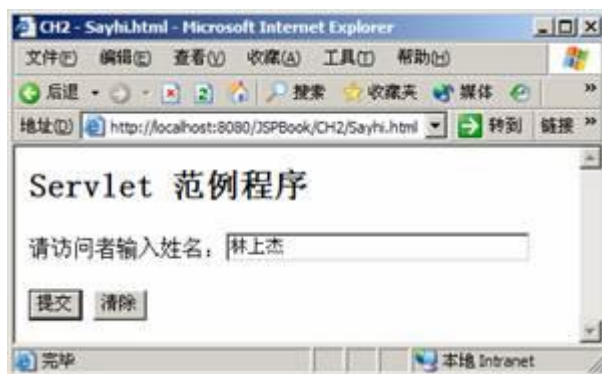 CH2 - Sayhi.html - Microsoft Internet Explorer
文件(F) 编辑(E) 查看(V) 收藏(A) 工具(T) 帮助(H)
后退 搜索 收藏夹 媒体 »
地址(D) http://localhost:8080/JSPBook/CH2/Sayhi.html 转到 链接 »
Servlet 范例程序
请访问者输入姓名：林上杰
提交 清除
完毕 本地 Intranet